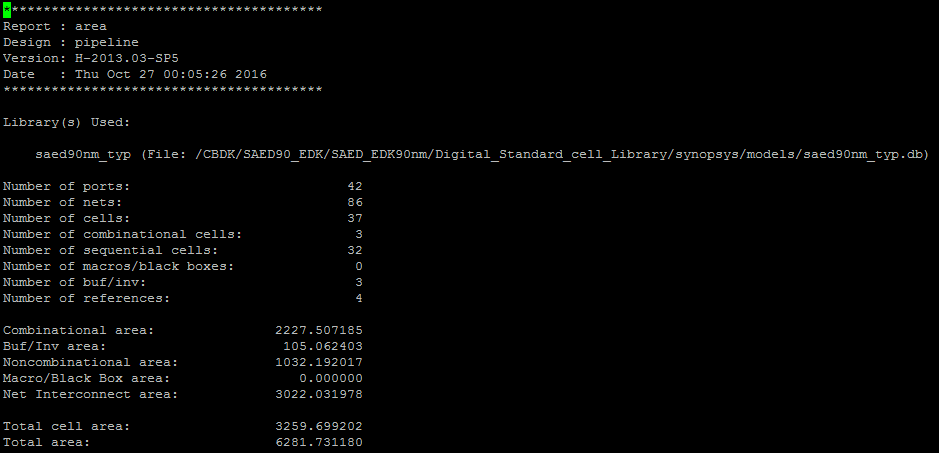 ****************************************
Report : area
Design : pipeline
Version: H-2013.03-SP5
Date   : Thu Oct 27 00:05:26 2016
****************************************
Library(s) Used:
saed90nm_typ (File: /CBDK/SAED90_EDK/SAED_EDK90nm/Digital_Standard_cell_Library/synopsys/models/saed90nm_typ.db)
Number of ports: 42
Number of nets: 86
Number of cells: 37
Number of combinational cells: 3
Number of sequential cells: 32
Number of macros/black boxes: 0
Number of buf/inv: 3
Number of references: 4
Combinational area: 2227.507185
Buf/Inv area: 105.062403
Noncombinational area: 1032.192017
Macro/Black Box area: 0.000000
Net Interconnect area: 3022.031978
Total cell area: 3259.699202
Total area: 6281.731180